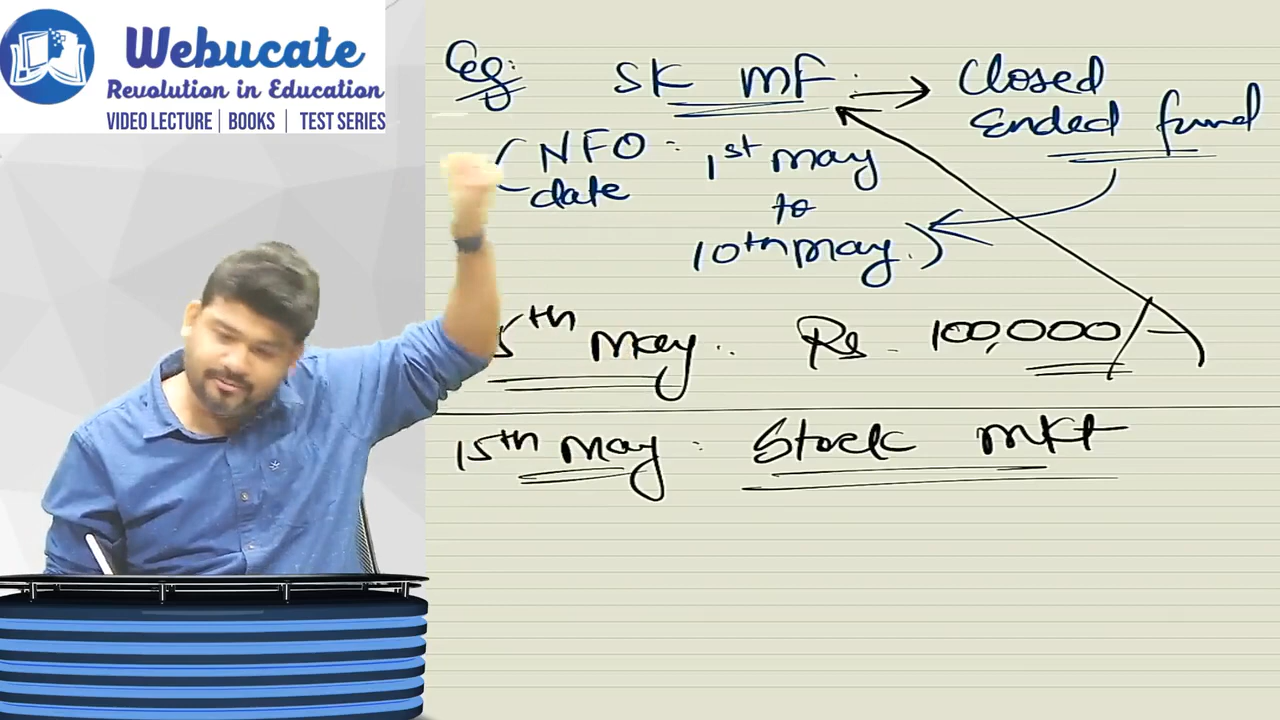 Webucate
Revolution in Education
VIDEO LECTURE | BOOKS | TEST SERIES
Eg:
SK MF. → Closed
Ended fund
(NFO : 1st May
date
to
10th May.)
5th May.. Rs. 100,000/-
15th May : Stock Mkt